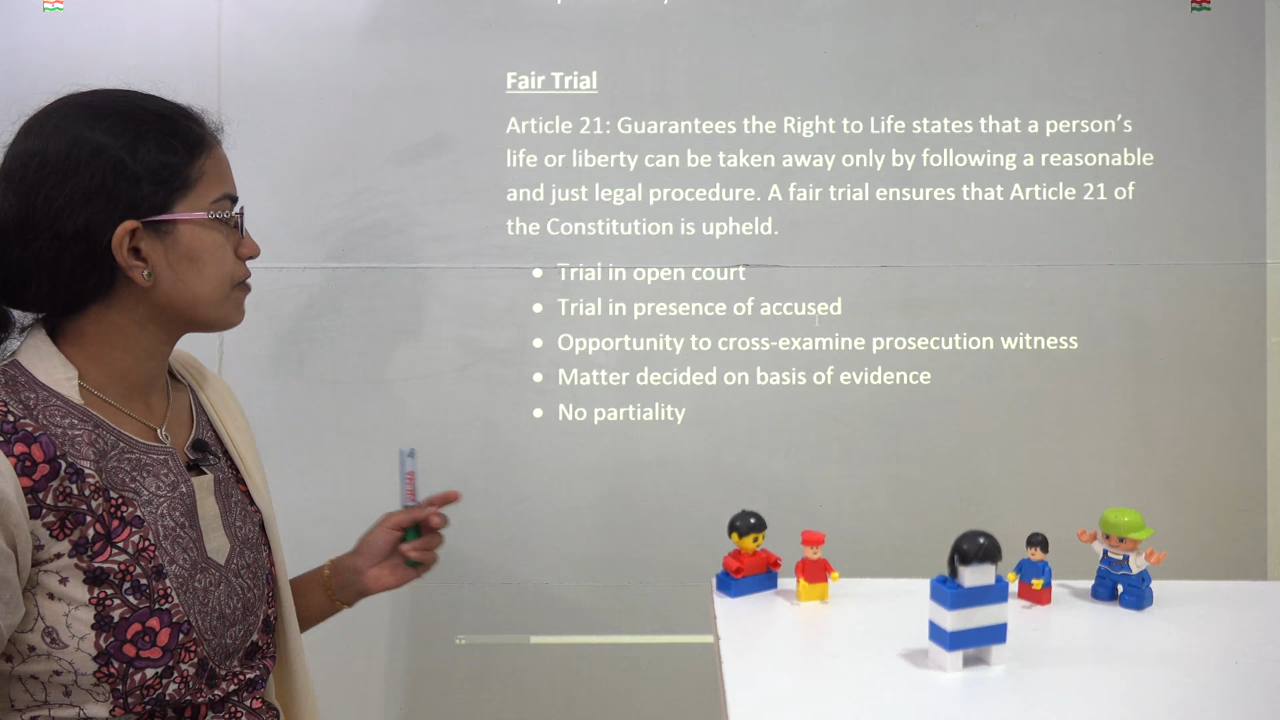 Fair Trial
Article 21: Guarantees the Right to Life states that a person's
life or liberty can be taken away only by following a reasonable
and just legal procedure. A fair trial ensures that Article 21 of
the Constitution is upheld.
• Trial in open court
• Trial in presence of accused
• Opportunity to cross-examine prosecution witness
• Matter decided on basis of evidence
• No partiality